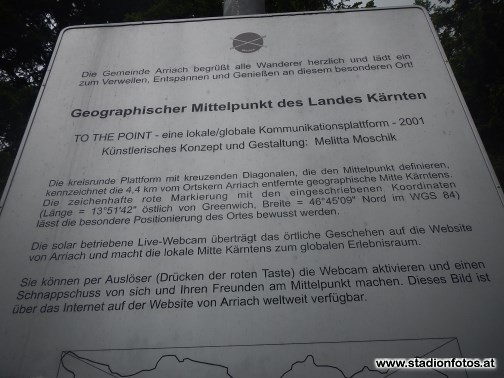 Die Gemeinde Arriach begrüßt alle Wanderer herzlich und lädt ein
zum Verweilen, Entspannen und Genießen an diesem besonderen Ort!
Geographischer Mittelpunkt des Landes Kärnten
TO THE POINT - eine lokale/globale Kommunikationsplattform - 2001
Künstlerisches Konzept und Gestaltung: Melitta Moschik
Die kreisrunde Plattform mit kreuzenden Diagonalen, die den Mittelpunkt definieren,
kennzeichnet die 4,4 km vom Ortskern Arriach entfernte geographische Mitte Kärntens.
Die zeichenhafte rote Markierung mit den eingeschriebenen Koordinaten
(Länge = 13°51'42" östlich von Greenwich, Breite = 46°45'09" Nord im WGS 84)
lässt die besondere Positionierung des Ortes bewusst werden.
Die solar betriebene Live-Webcam überträgt das örtliche Geschehen auf die Website
von Arriach und macht die lokale Mitte Kärntens zum globalen Erlebnisraum.
Sie können per Auslöser (Drücken der roten Taste) die Webcam aktivieren und einen
Schnappschuss von sich und Ihren Freunden am Mittelpunkt machen. Dieses Bild ist
über das Internet auf der Website von Arriach weltweit verfügbar.
www.stadionfotos.at